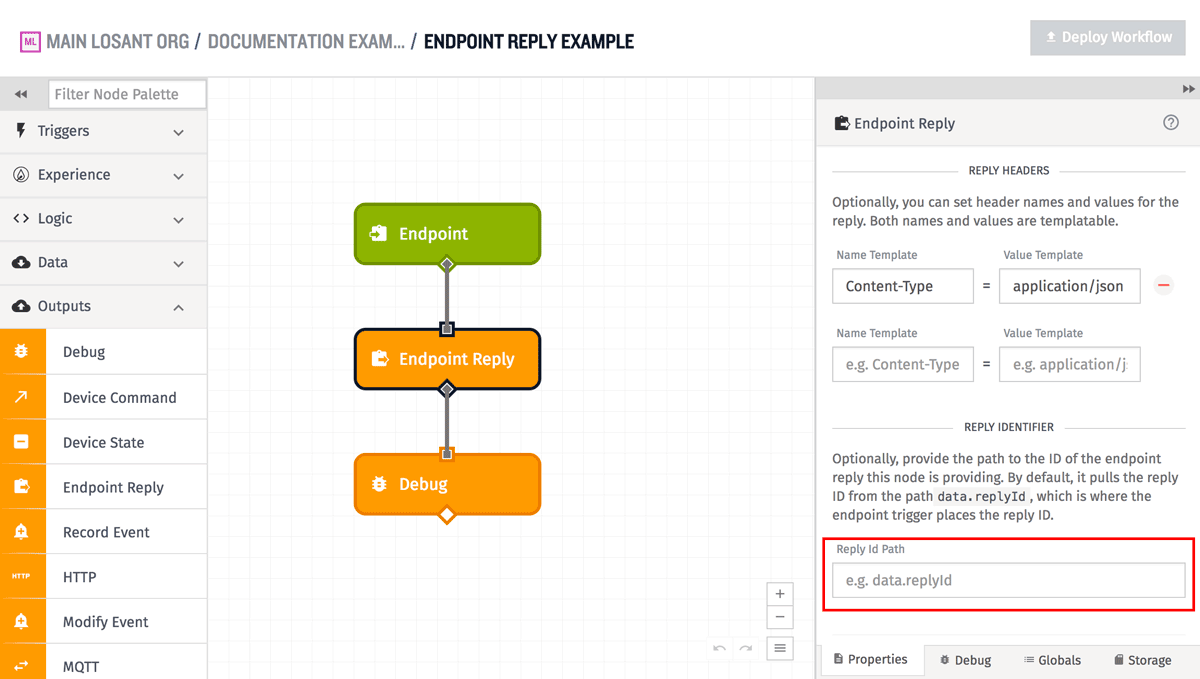 ML MAIN LOSANT ORG / DOCUMENTATION EXAM... / ENDPOINT REPLY EXAMPLE
Deploy Workflow
Filter Node Palette
Triggers
Experience
Logic
Data
Outputs
Debug
Device Command
Device State
Endpoint Reply
Record Event
HTTP HTTP
Modify Event
MQTT
Endpoint
Endpoint Reply
Debug
Endpoint Reply
REPLY HEADERS
Optionally, you can set header names and values for the
reply. Both names and values are templatable.
Name Template Value Template
Content-Type = application/json
Name Template Value Template
e.g. Content-Type = e.g. application/j
REPLY IDENTIFIER
Optionally, provide the path to the ID of the endpoint
reply this node is providing. By default, it pulls the reply
ID from the path data.replyId, which is where the
endpoint trigger places the reply ID.
Reply Id Path
e.g. data.replyId
Properties Debug Globals Storage